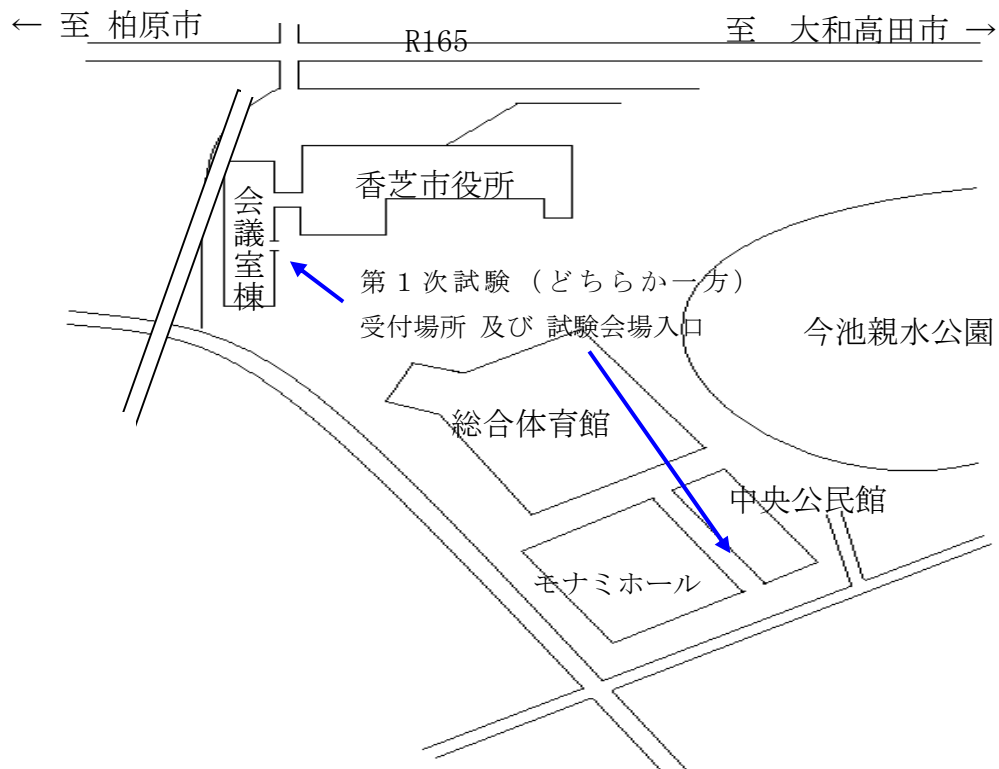 ← 至 柏原市
R165
至 大和高田市 →
香芝市役所
会議室棟
第1次試験（どちらか一方）
受付場所 及び 試験会場入口
今池親水公園
総合体育館
中央公民館
モナミホール